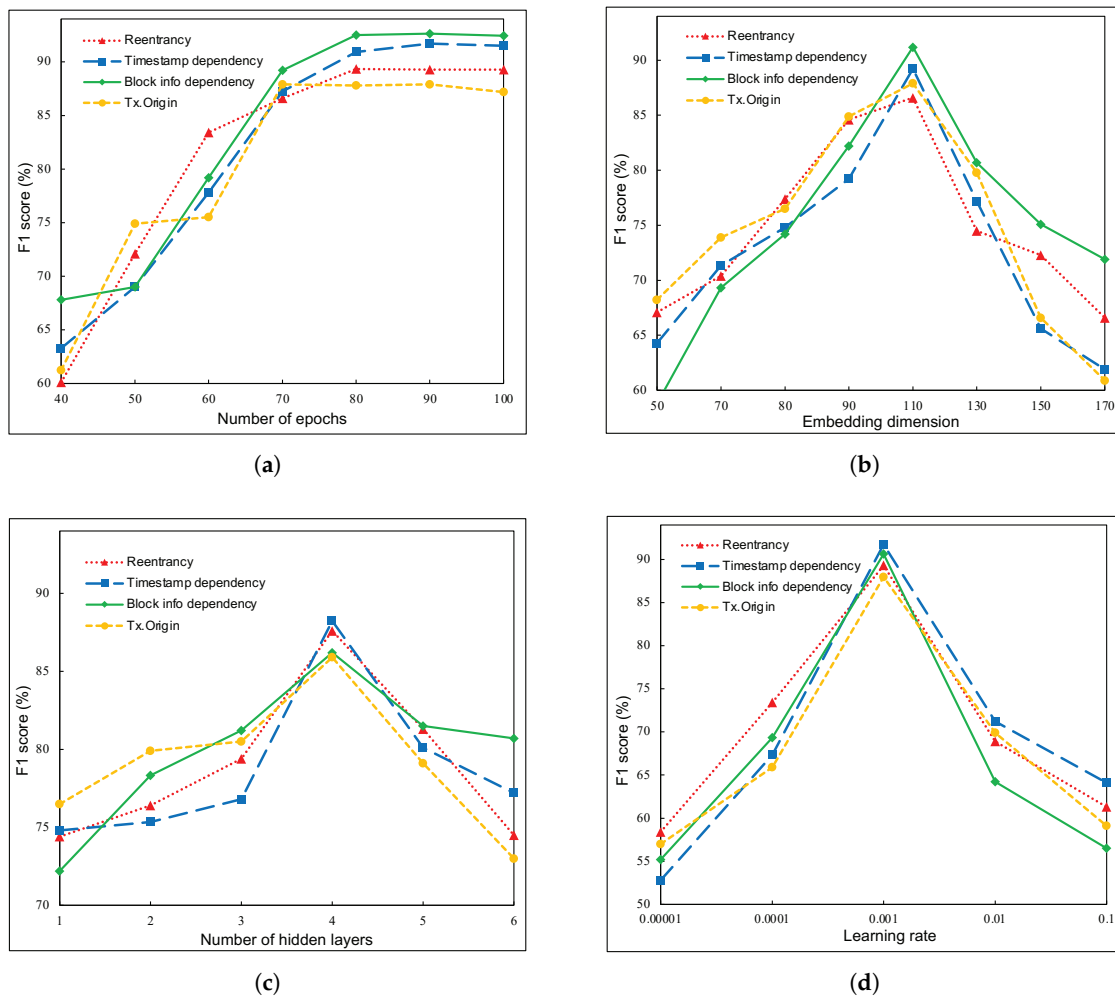 Reentrancy
Timestamp dependency
Block info dependency
Tx.Origin
F1 score (%)
90
85
80
75
70
65
60
40 50 60 70 80 90 100
Number of epochs
(a)
Reentrancy
Timestamp dependency
Block info dependency
Tx.Origin
F1 score (%)
90
85
80
75
70
65
60
50 70 80 90 110 130 150 170
Embedding dimension
(b)
Reentrancy
Timestamp dependency
Block info dependency
Tx.Origin
F1 score (%)
90
85
80
75
70
1 2 3 4 5 6
Number of hidden layers
(c)
Reentrancy
Timestamp dependency
Block info dependency
Tx.Origin
F1 score (%)
90
85
80
75
70
65
60
55
50
0.00001 0.0001 0.001 0.01 0.1
Learning rate
(d)